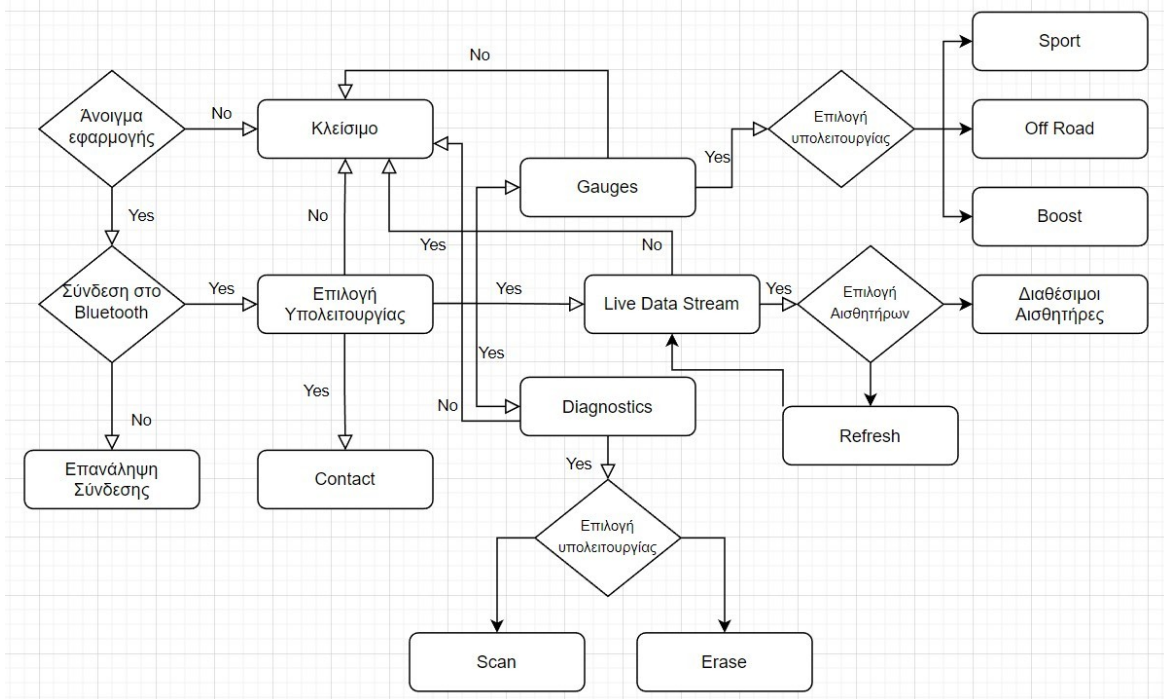 Sport
No
Άνοιγμα
εφαρμογής
No
Κλείσιμο
Επιλογή
υπολειτουργίας
Off Road
Yes
Gauges
Yes
No
Boost
Yes
No
Σύνδεση στο
Bluetooth
Yes
Επιλογή
Υπολειτουργίας
Yes
Live Data Stream
Yes
Επιλογή
Αισθητήρων
Διαθέσιμοι
Αισθητήρες
Yes
Yes
No
Diagnostics
No
Refresh
Επανάληψη
Σύνδεσης
Contact
Yes
Επιλογή
υπολειτουργίας
Scan
Erase